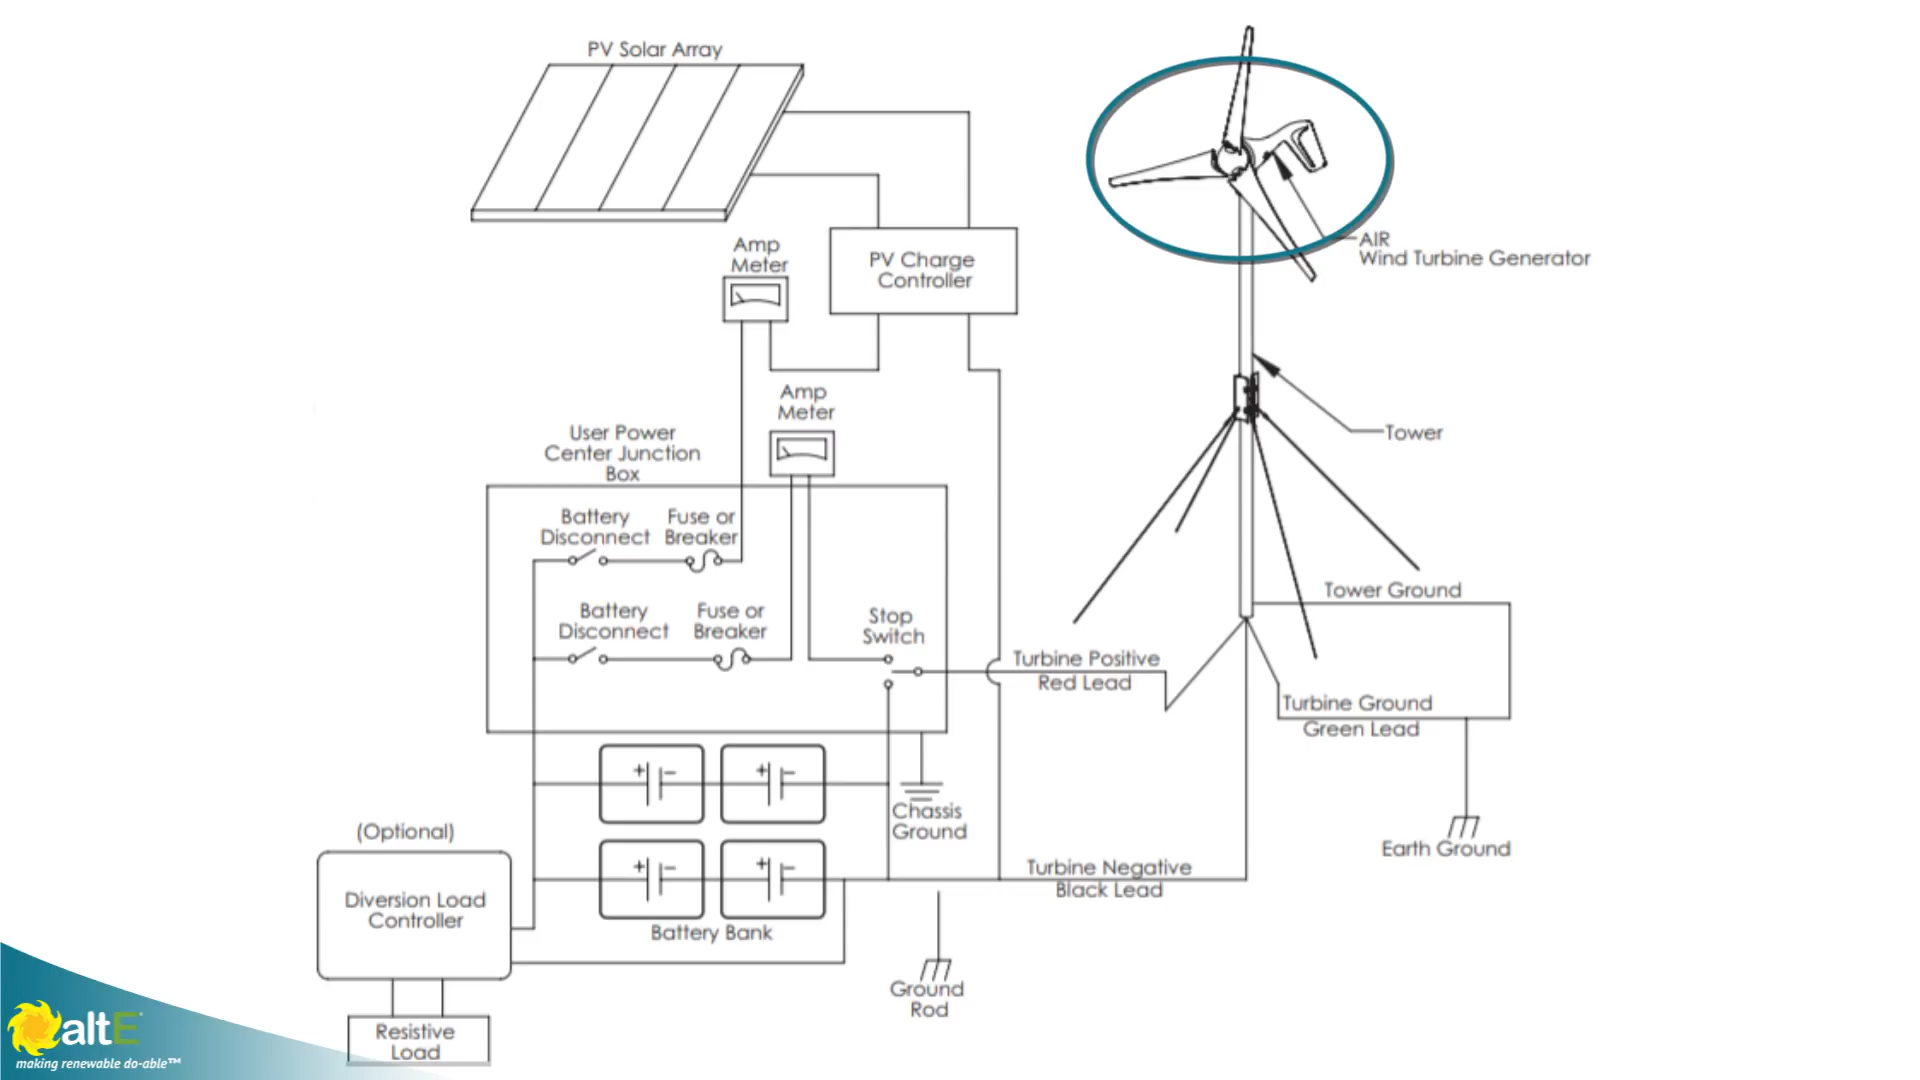 PV Solar Array
Amp
Meter
PV Charge
Controller
AIR
Wind Turbine Generator
Amp
Meter
Tower
User Power
Center Junction
Box
Battery
Disconnect
Fuse or
Breaker
Battery
Disconnect
Fuse or
Breaker
Stop
Switch
Tower Ground
Turbine Positive
Red Lead
Turbine Ground
Green Lead
+ -
+ -
Chassis
Ground
Earth Ground
(Optional)
Diversion Load
Controller
+ -
+ -
Battery Bank
Turbine Negative
Black Lead
Ground
Rod
Resistive
Load
altE
making renewable do-able™